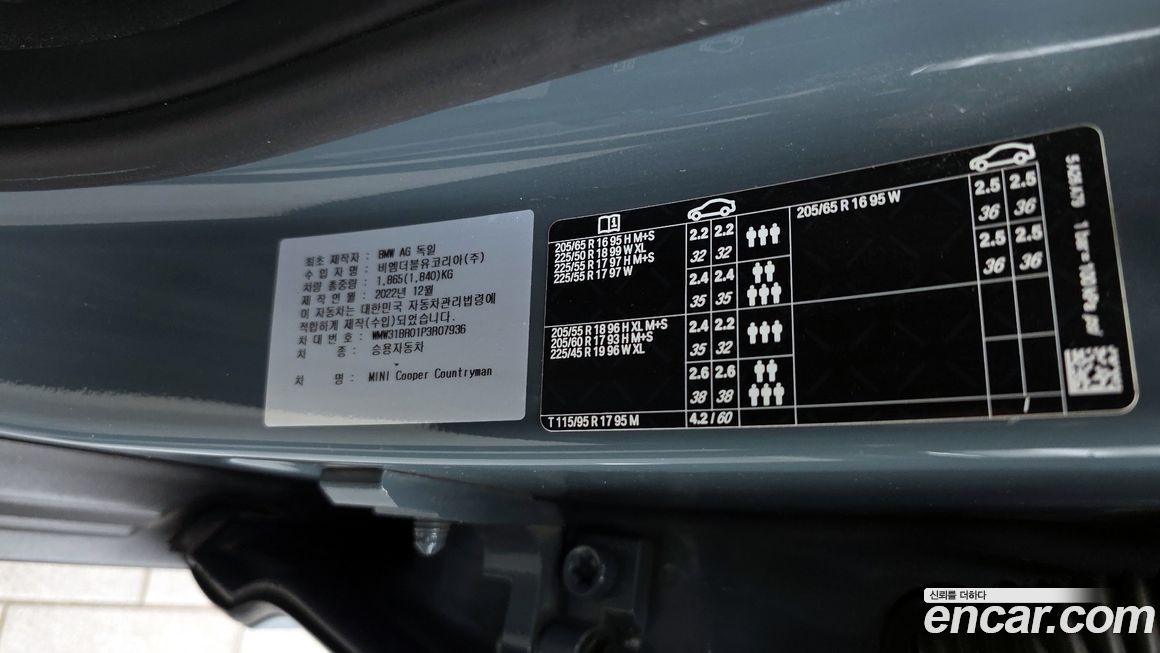 최초 제작자 : BMW AG 독일
수 입 자 명 : 비엠더블유코리아(주)
차량 총중량 : 1,865(1,840)KG
제 작 연 월 : 2022년 12월
이 자동차는 대한민국 자동차관리법령에
적합하게 제작(수입)되었습니다.
차 대 번 호 : WMW31BR01P3R07936
차 종 : 승용자동차
차 명 : MINI Cooper Countryman
205/65 R 16 95 H M+S
225/50 R 18 99 W XL
225/55 R 17 97 H M+S
225/55 R 17 97 W
2.2 2.2
32 32
2.4 2.4
35 35
205/55 R 18 96 H XL M+S
205/60 R 17 93 H M+S
225/45 R 19 96 W XL
2.4 2.2
35 32
2.6 2.6
38 38
T 115/95 R 17 95 M
4.2 / 60
205/65 R 16 95 W
2.5 2.5
36 36
2.5 2.5
36 36
신뢰를 더하다
encar.com